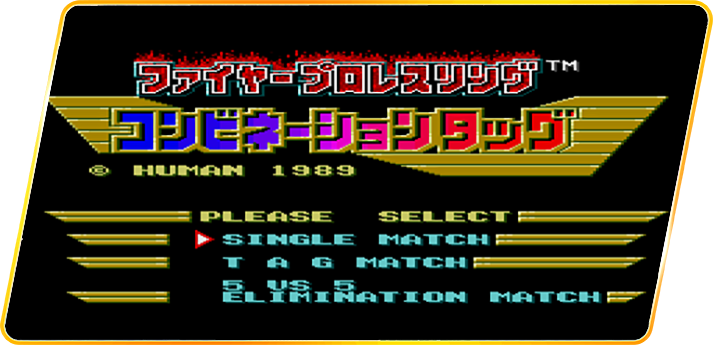 ファイヤープロレスリング™
コンビネーションタッグ
© HUMAN 1989
PLEASE SELECT
SINGLE MATCH
T A G MATCH
5 VS 5
ELIMINATION MATCH